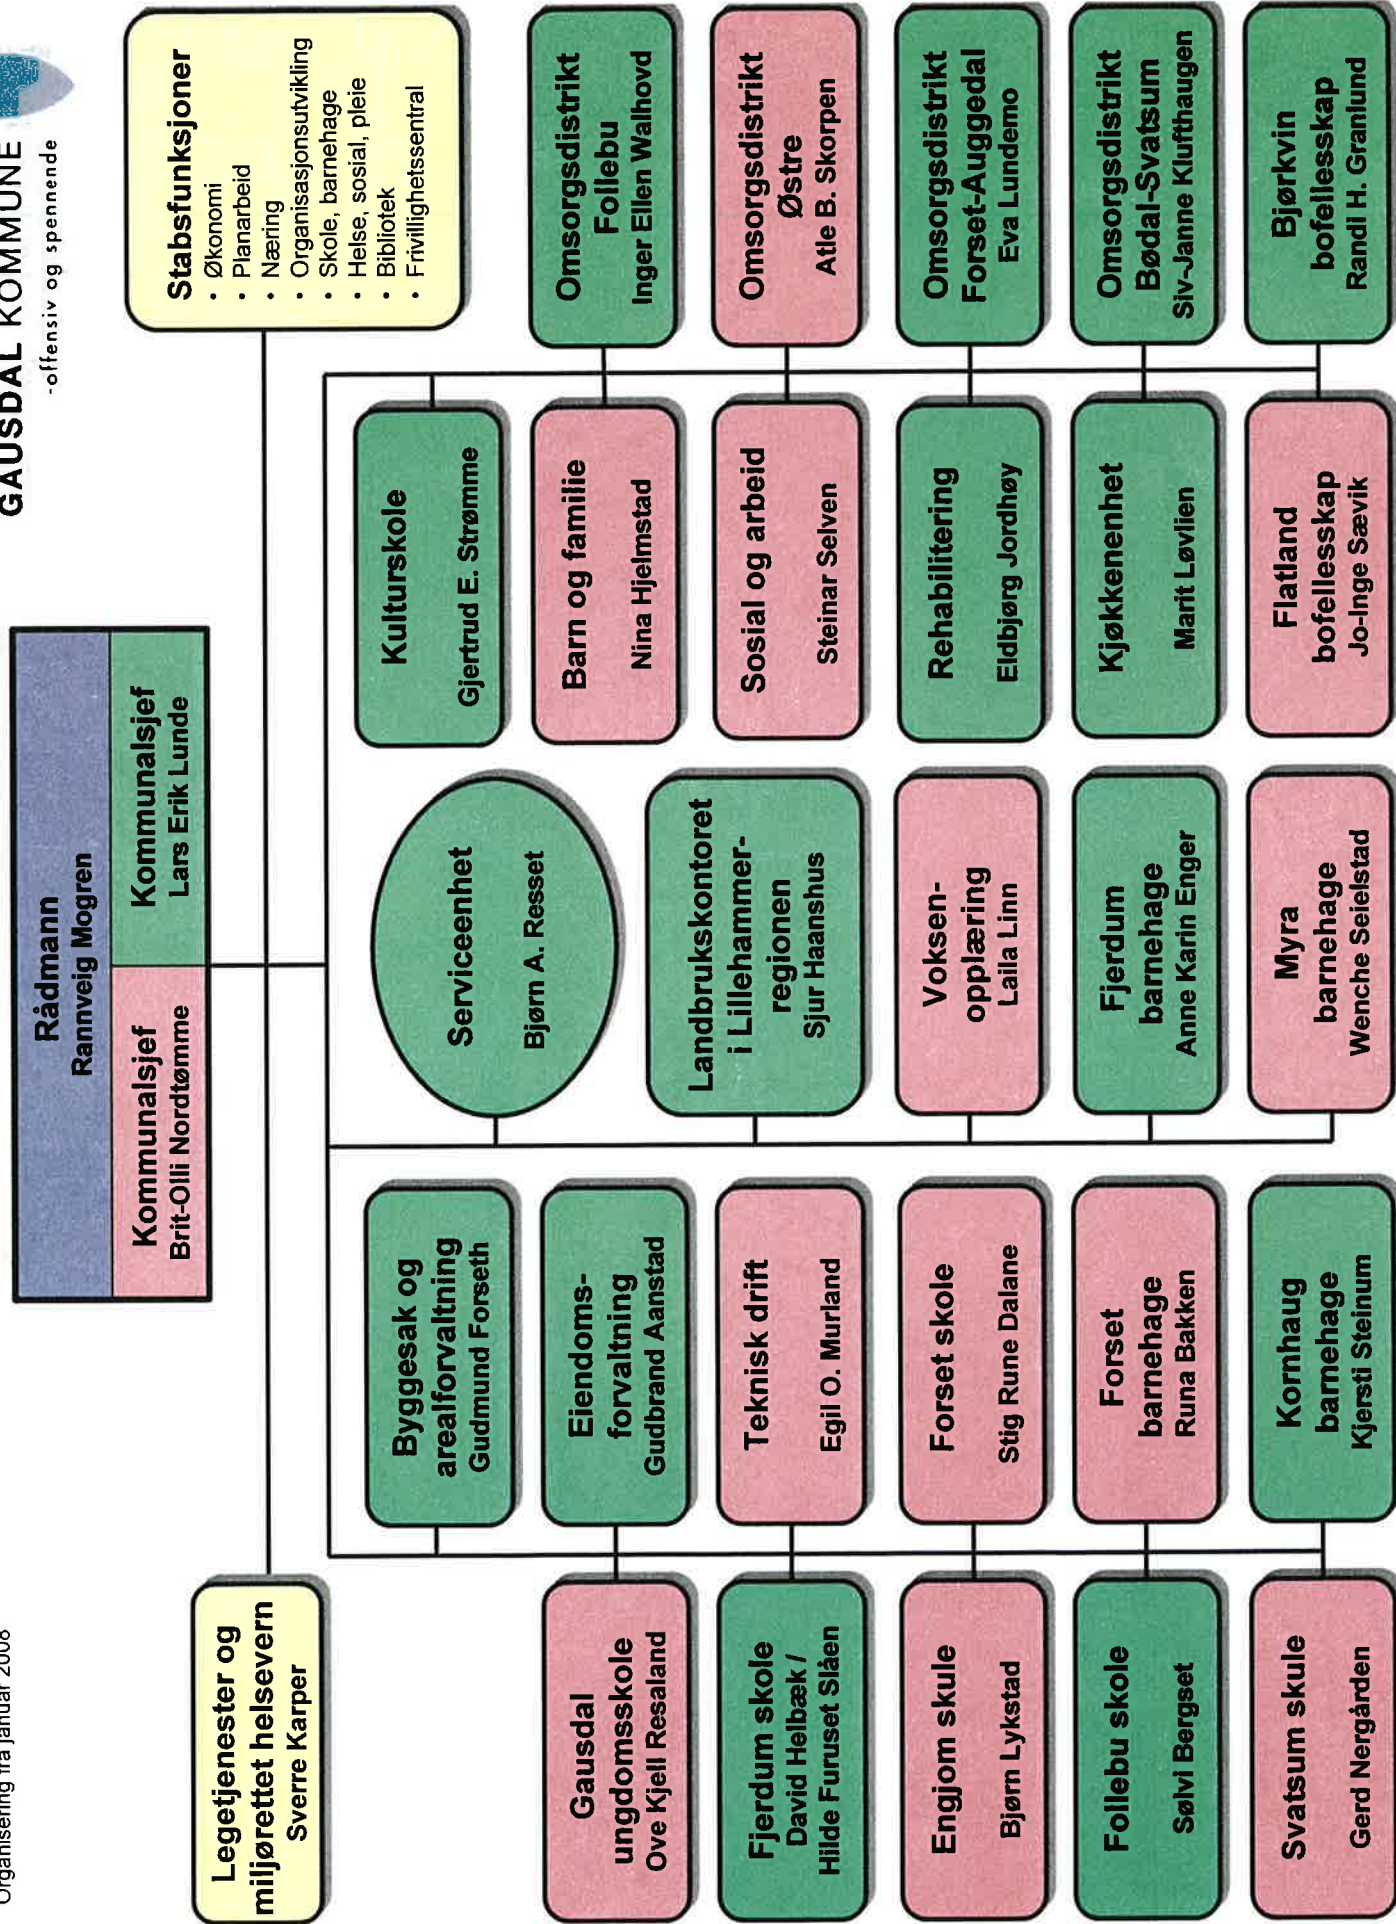 Organisering fra januar 2008
GAUSDAL KOMMUNE
-offensiv og spennende
Rådmann
Rannveig Mogren
Kommunalsjef
Brit-Olli Nordtømme
Kommunalsjef
Lars Erik Lunde
Legetjenester og
miljørettet helsevern
Sverre Karper
Stabsfunksjoner
• Økonomi
• Planarbeid
• Næring
• Organisasjonsutvikling
• Skole, barnehage
• Helse, sosial, pleie
• Bibliotek
• Frivillighetssentral
Gausdal
ungdomsskole
Ove Kjell Resaland
Fjerdum skole
David Helbæk /
Hilde Furuset Slåen
Engjom skule
Bjørn Lykstad
Follebu skole
Sølvi Bergset
Svatsum skule
Gerd Nergården
Byggesak og
arealforvaltning
Gudmund Forseth
Eiendoms-
forvaltning
Gudbrand Aanstad
Teknisk drift
Egil O. Murland
Forset skole
Stig Rune Dalane
Forset
barnehage
Runa Bakken
Kornhaug
barnehage
Kjersti Steinum
Serviceenhet
Bjørn A. Resset
Landbrukskontoret
i Lillehammer-
regionen
Sjur Haanshus
Voksen-
opplæring
Laila Linn
Fjerdum
barnehage
Anne Karin Enger
Myra
barnehage
Wenche Seielstad
Kulturskole
Gjertrud E. Strømme
Barn og familie
Nina Hjelmstad
Sosial og arbeid
Steinar Selven
Rehabilitering
Eldbjørg Jordhøy
Kjøkkenenhet
Marit Løvlien
Flatland
bofellesskap
Jo-Inge Sævik
Omsorgsdistrikt
Follebu
Inger Ellen Walhovd
Omsorgsdistrikt
Østre
Atle B. Skorpen
Omsorgsdistrikt
Forset-Auggedal
Eva Lundemo
Omsorgsdistrikt
Bødal-Svatsum
Siv-Janne Klufthaugen
Bjørkvin
bofellesskap
Randi H. Granlund